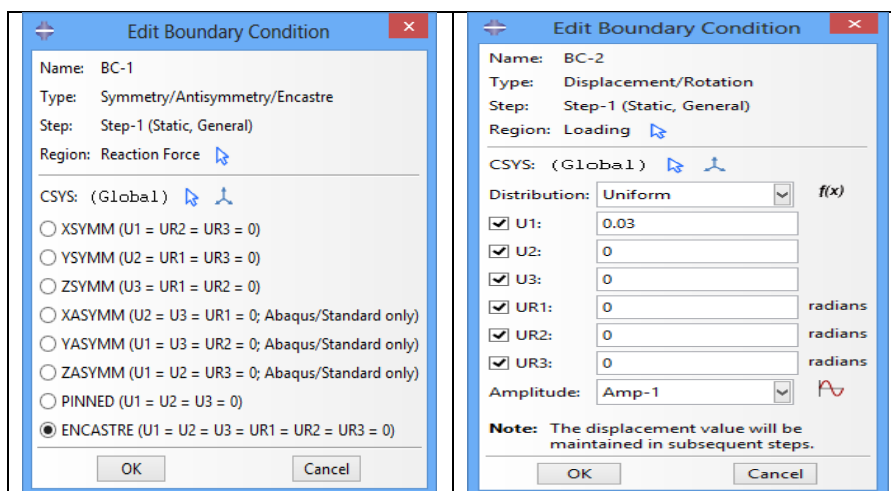 Edit Boundary Condition
Name: BC-1
Type: Symmetry/Antisymmetry/Encastre
Step: Step-1 (Static, General)
Region: Reaction Force
CSYS: (Global)
XSYMM (U1 = UR2 = UR3 = 0)
YSYMM (U2 = UR1 = UR3 = 0)
ZSYMM (U3 = UR1 = UR2 = 0)
XASYMM (U2 = U3 = UR1 = 0; Abaqus/Standard only)
YASYMM (U1 = U3 = UR2 = 0; Abaqus/Standard only)
ZASYMM (U1 = U2 = UR3 = 0; Abaqus/Standard only)
PINNED (U1 = U2 = U3 = 0)
ENCASTRE (U1 = U2 = U3 = UR1 = UR2 = UR3 = 0)
OK Cancel
Edit Boundary Condition
Name: BC-2
Type: Displacement/Rotation
Step: Step-1 (Static, General)
Region: Loading
CSYS: (Global)
Distribution: Uniform f(x)
U1: 0.03
U2: 0
U3: 0
UR1: 0 radians
UR2: 0 radians
UR3: 0 radians
Amplitude: Amp-1
Note: The displacement value will be
maintained in subsequent steps.
OK Cancel